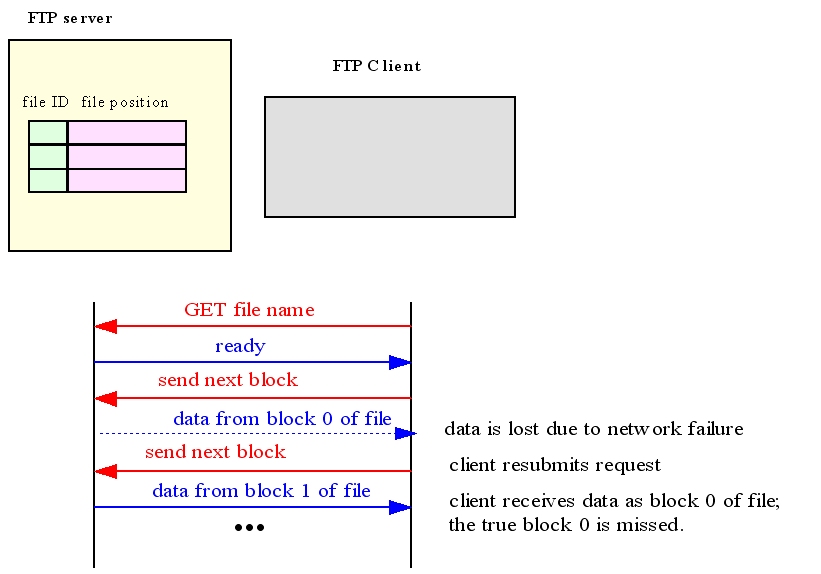 FTP server
FTP Client
file ID file position
GET file name
ready
send next block
data from block 0 of file
data is lost due to network failure
send next block
client resubmits request
data from block 1 of file
client receives data as block 0 of file;
the true block 0 is missed.